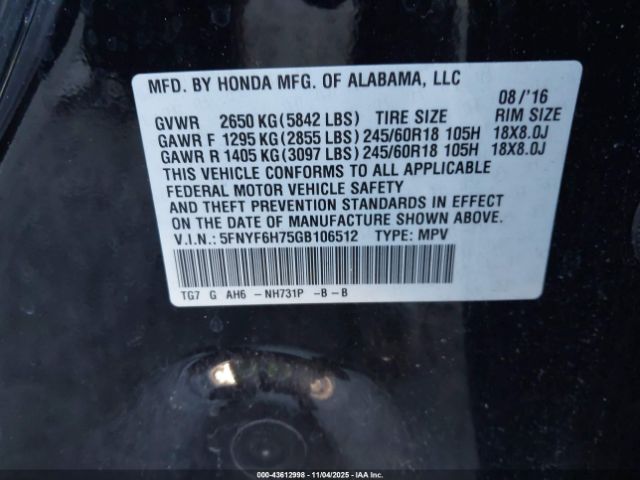 MFD. BY HONDA MFG. OF ALABAMA, LLC
08/'16
GVWR 2650 KG(5842 LBS) TIRE SIZE RIM SIZE
GAWR F 1295 KG(2855 LBS) 245/60R18 105H 18X8.0J
GAWR R 1405 KG(3097 LBS) 245/60R18 105H 18X8.0J
THIS VEHICLE CONFORMS TO ALL APPLICABLE
FEDERAL MOTOR VEHICLE SAFETY
AND THEFT PREVENTION STANDARDS IN EFFECT
ON THE DATE OF MANUFACTURE SHOWN ABOVE.
V.I.N.: 5FNYF6H75GB106512 TYPE: MPV
TG7 G AH6 -NH731P -B-B
00-43612998 - 11/04/2025 - IAA Inc.